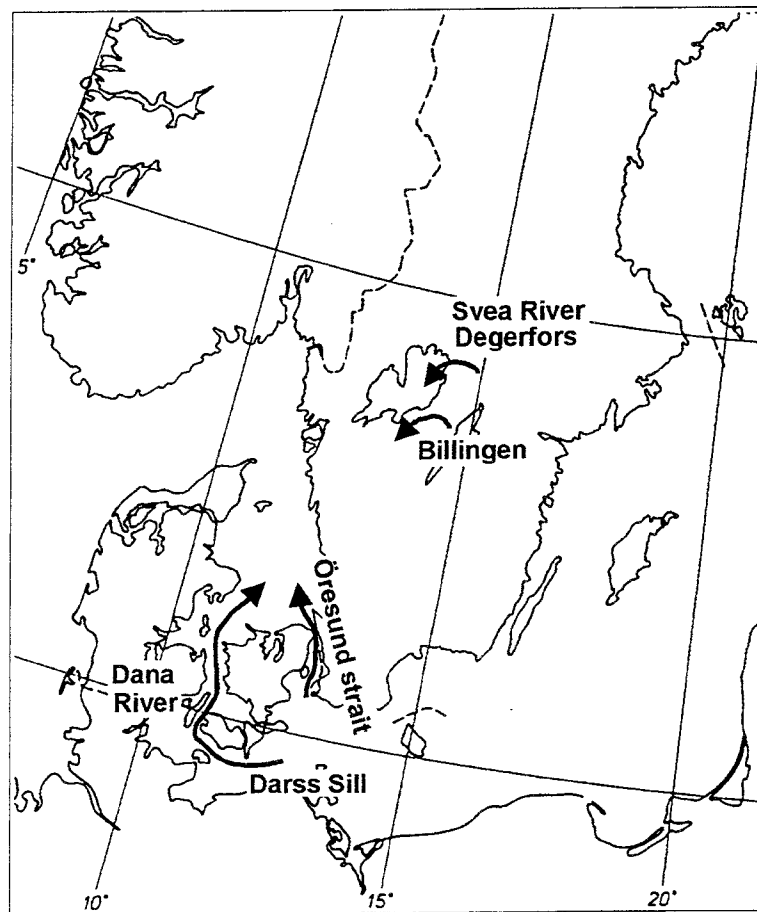 5°
Svea River
Degerfors
Billingen
Öresund strait
Dana
River
Darss Sill
10°
15°
20°